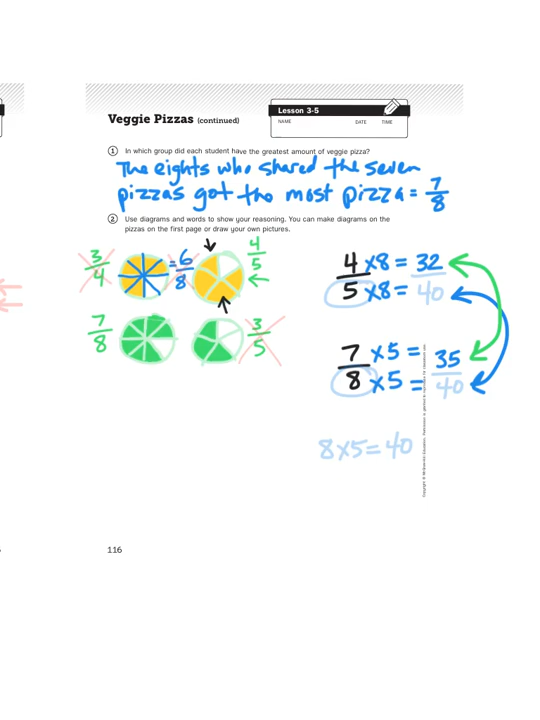 Lesson 3-5
Veggie Pizzas (continued)
NAME DATE TIME
1 In which group did each student have the greatest amount of veggie pizza?
The eights who shared the seven
pizzas got the most pizza = 7/8
2 Use diagrams and words to show your reasoning. You can make diagrams on the
pizzas on the first page or draw your own pictures.
3/4 = 6/8 4/5
7/8 3/5
4 x8 = 32
5 x8 = 40
7 x5 = 35
8 x5 = 40
8x5=40
116